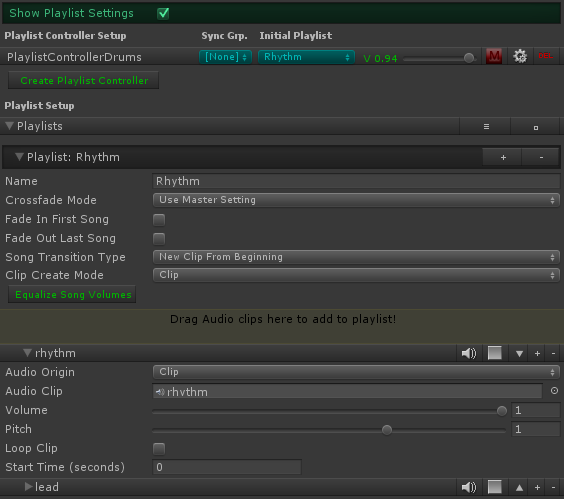 Show Playlist Settings
Playlist Controller Setup Sync Grp. Initial Playlist
PlaylistControllerDrums [None] Rhythm V 0.94 M
Create Playlist Controller
Playlist Setup
Playlists
Playlist: Rhythm + -
Name Rhythm
Crossfade Mode Use Master Setting
Fade In First Song
Fade Out Last Song
Song Transition Type New Clip From Beginning
Clip Create Mode Clip
Equalize Song Volumes
Drag Audio clips here to add to playlist!
rhythm + -
Audio Origin Clip
Audio Clip rhythm
Volume 1
Pitch 1
Loop Clip
Start Time (seconds) 0
lead + -